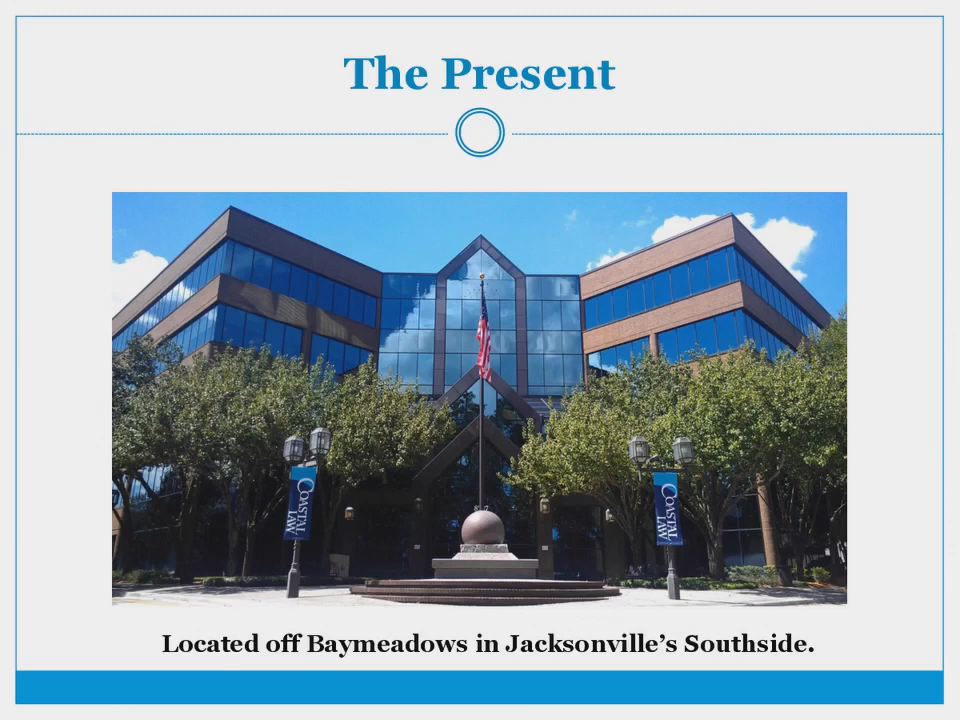 The Present
COASTAL
LAW
COASTAL
LAW
Located off Baymeadows in Jacksonville's Southside.